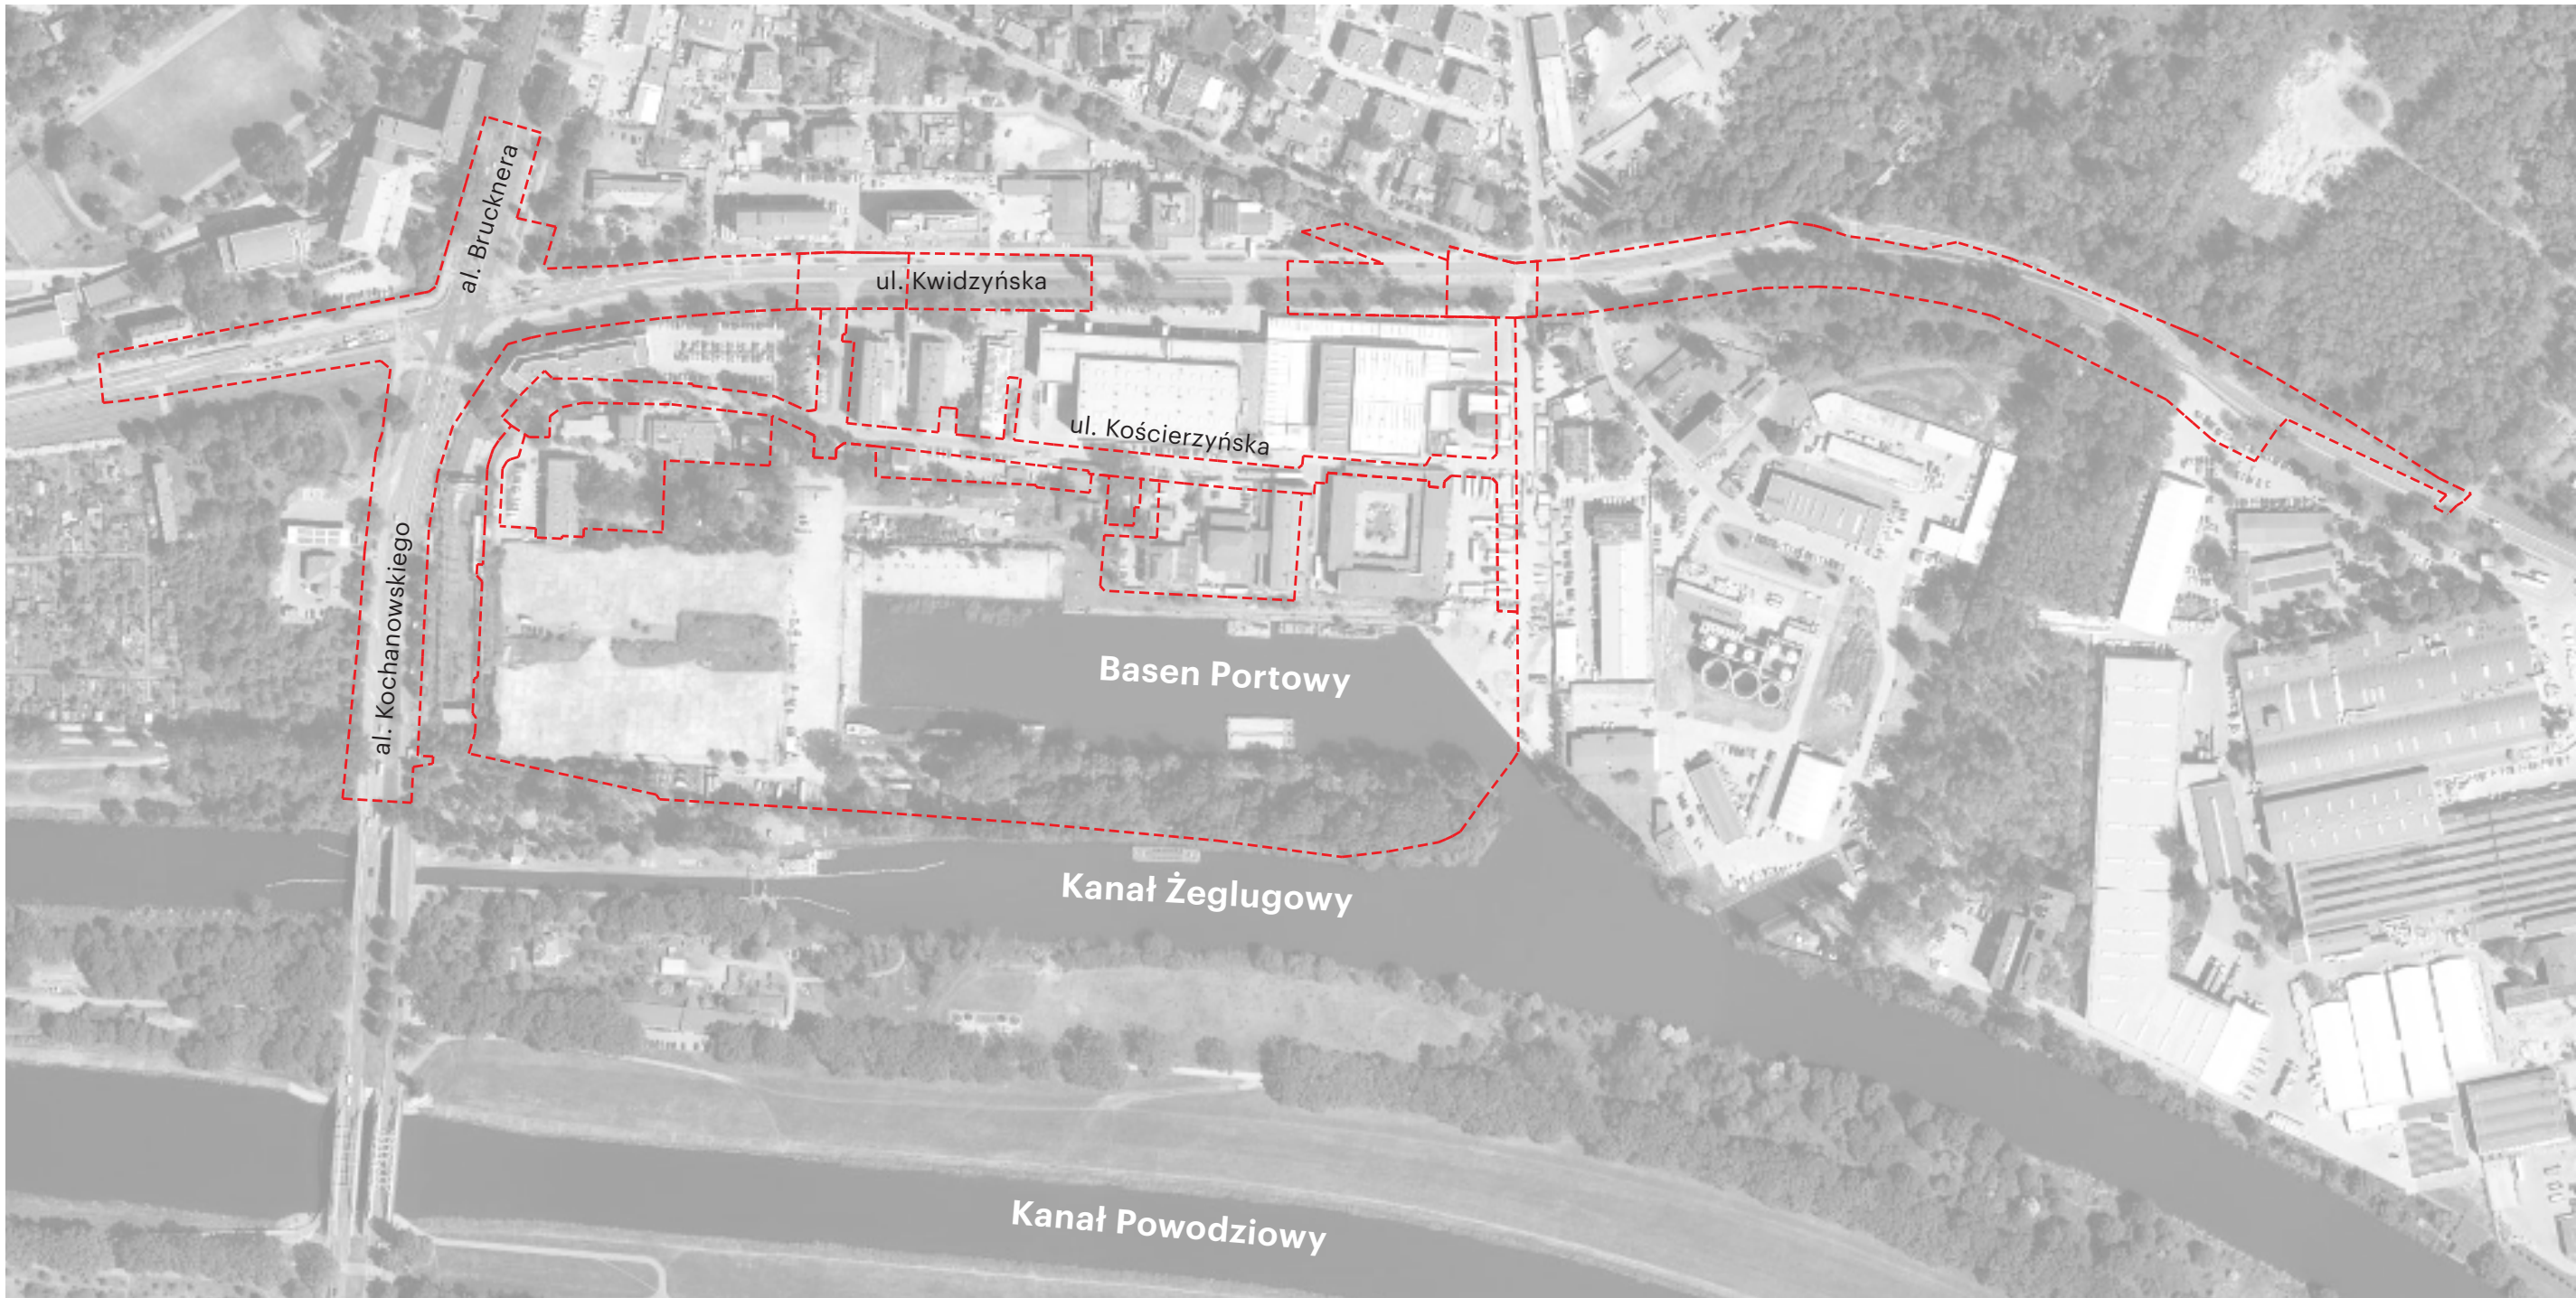 al. Brucknera
ul. Kwidzyńska
ul. Kościerzyńska
al. Kochanowskiego
Basen Portowy
Kanał Żeglugowy
Kanał Powodziowy